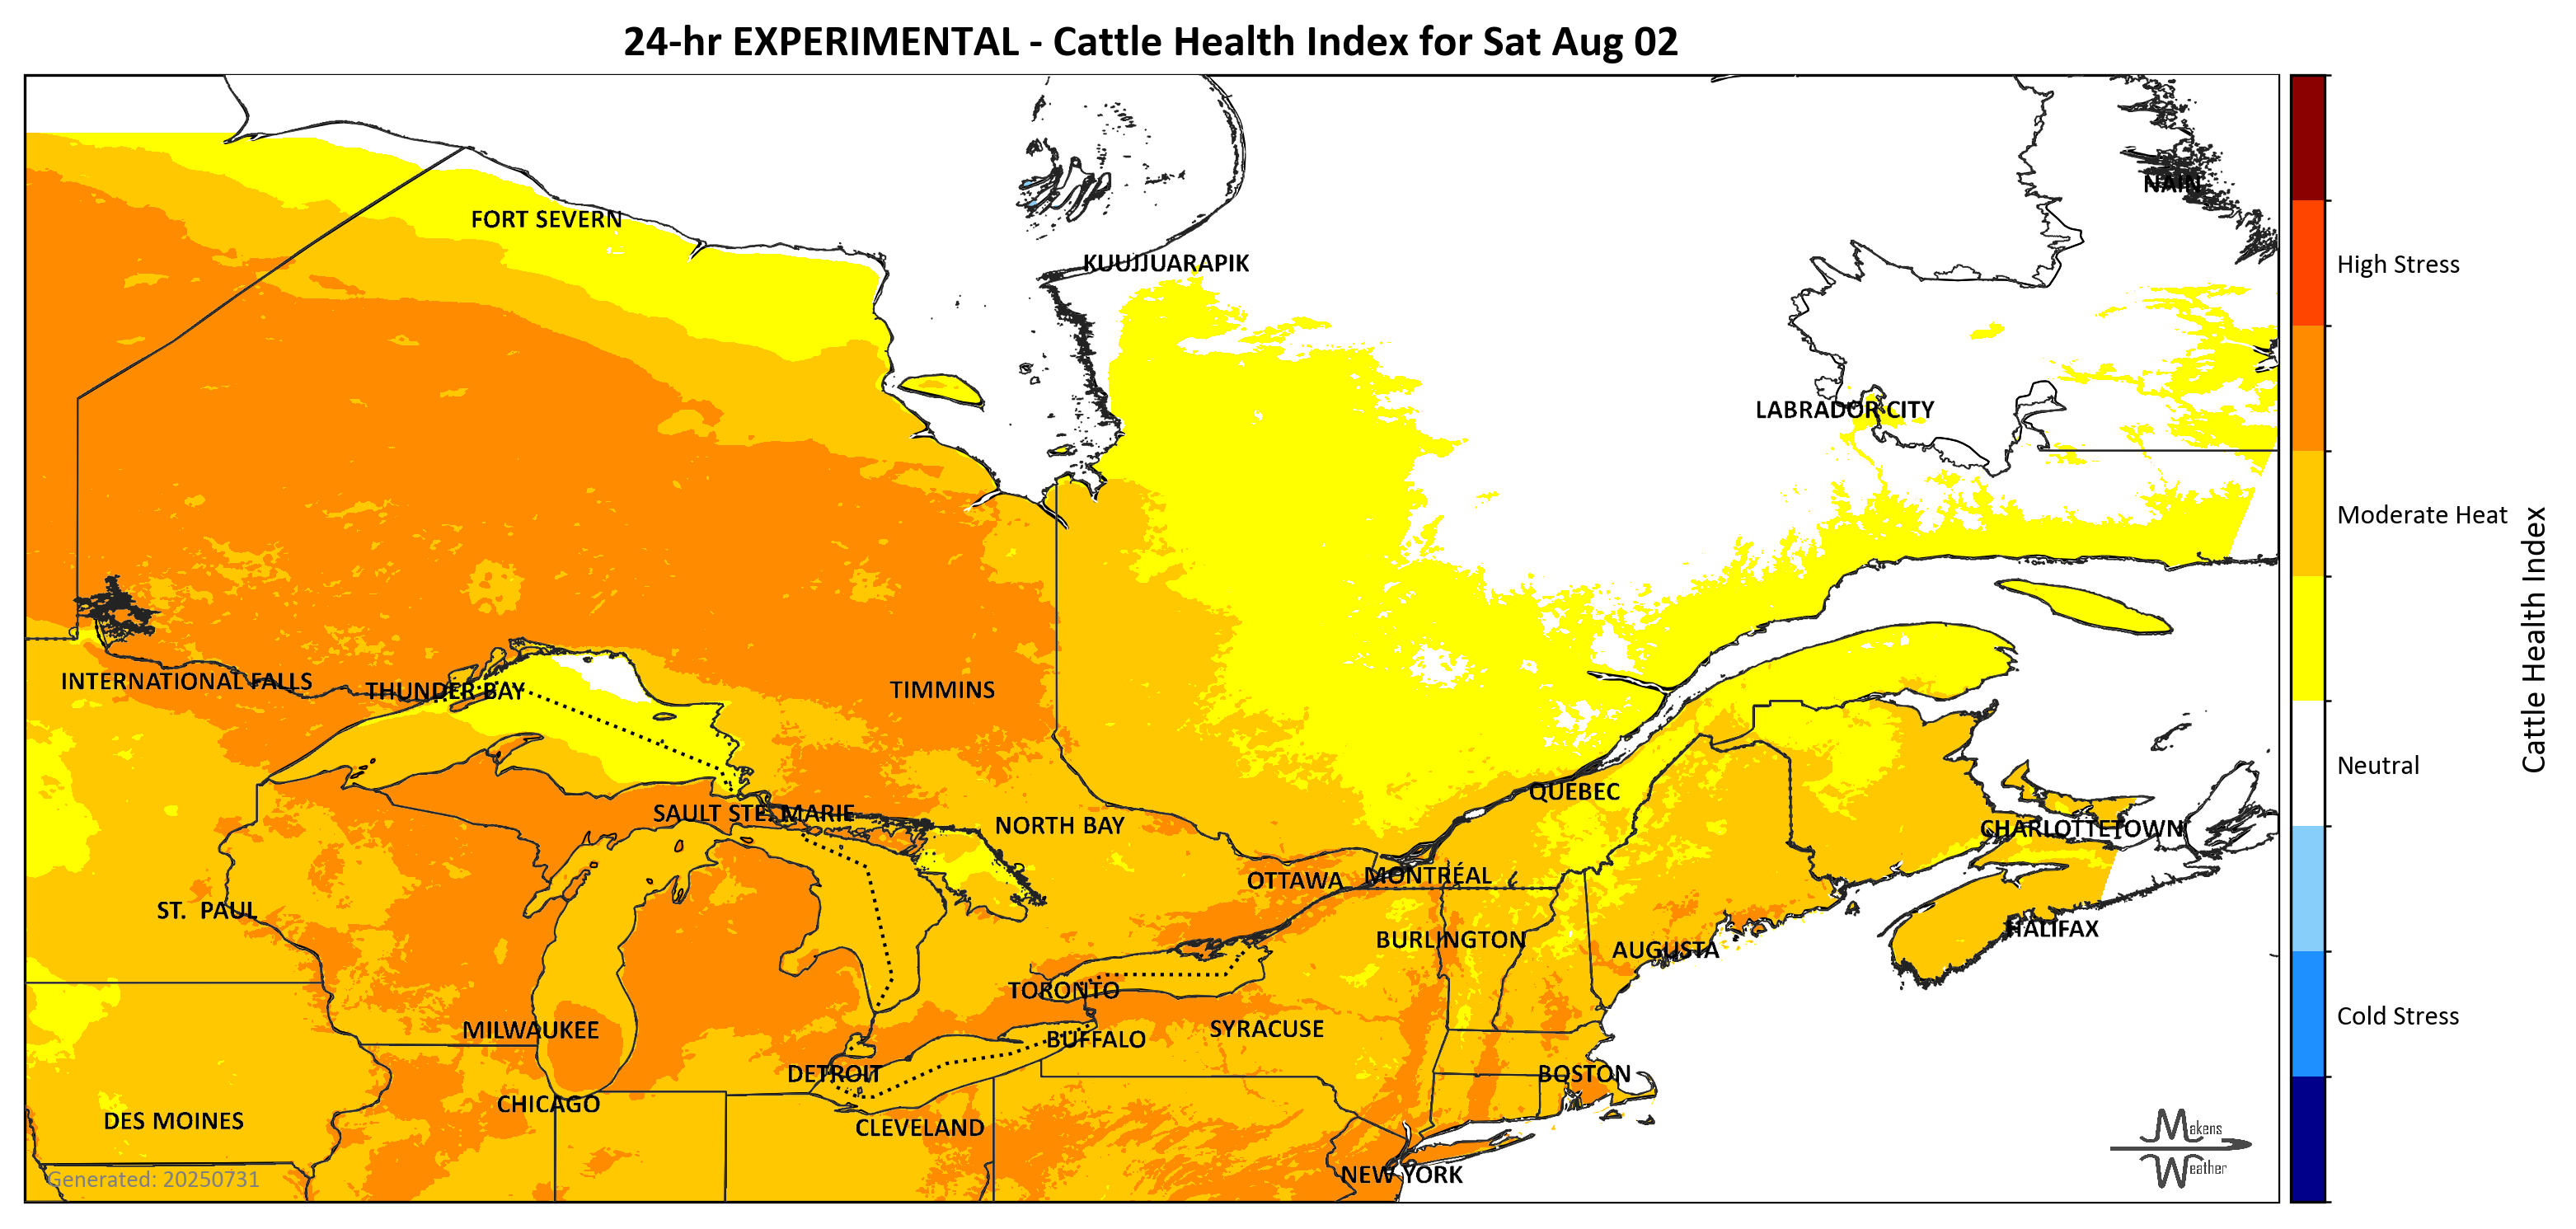 24-hr EXPERIMENTAL - Cattle Health Index for Sat Aug 02
NAIN
FORT SEVERN
KUUJJUARAPIK
High Stress
LABRADOR CITY
Moderate Heat
INTERNATIONAL FALLS
THUNDER BAY
TIMMINS
Cattle Health Index
Neutral
QUEBEC
SAULT STE. MARIE
NORTH BAY
CHARLOTTETOWN
OTTAWA
MONTRÉAL
ST. PAUL
HALIFAX
BURLINGTON
AUGUSTA
TORONTO
Cold Stress
MILWAUKEE
SYRACUSE
BUFFALO
DETROIT
BOSTON
CHICAGO
DES MOINES
CLEVELAND
Makens
Weather
NEW YORK
Generated: 20250731